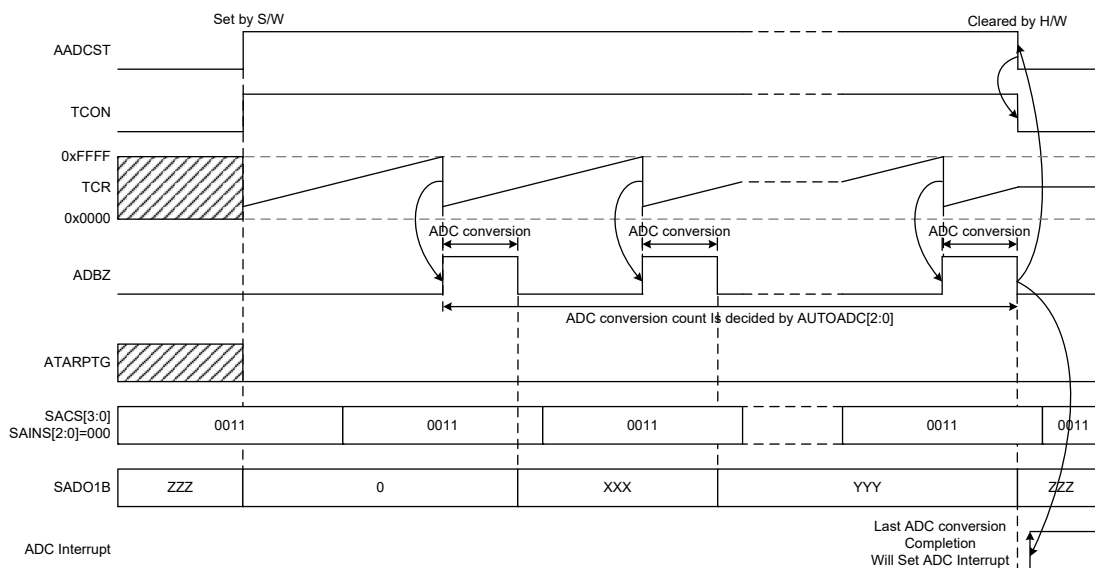 Set by S/W
Cleared by H/W
AADCST
TCON
0xFFFF
TCR
0x0000
ADC conversion
ADC conversion
ADC conversion
ADBZ
ADC conversion count Is decided by AUTOADC[2:0]
ATARPTG
SACS[3:0]
SAINS[2:0]=000
0011
0011
0011
0011
0011
SADO1B
ZZZ
0
XXX
YYY
ZZZ
ADC Interrupt
Last ADC conversion
Completion
Will Set ADC Interrupt